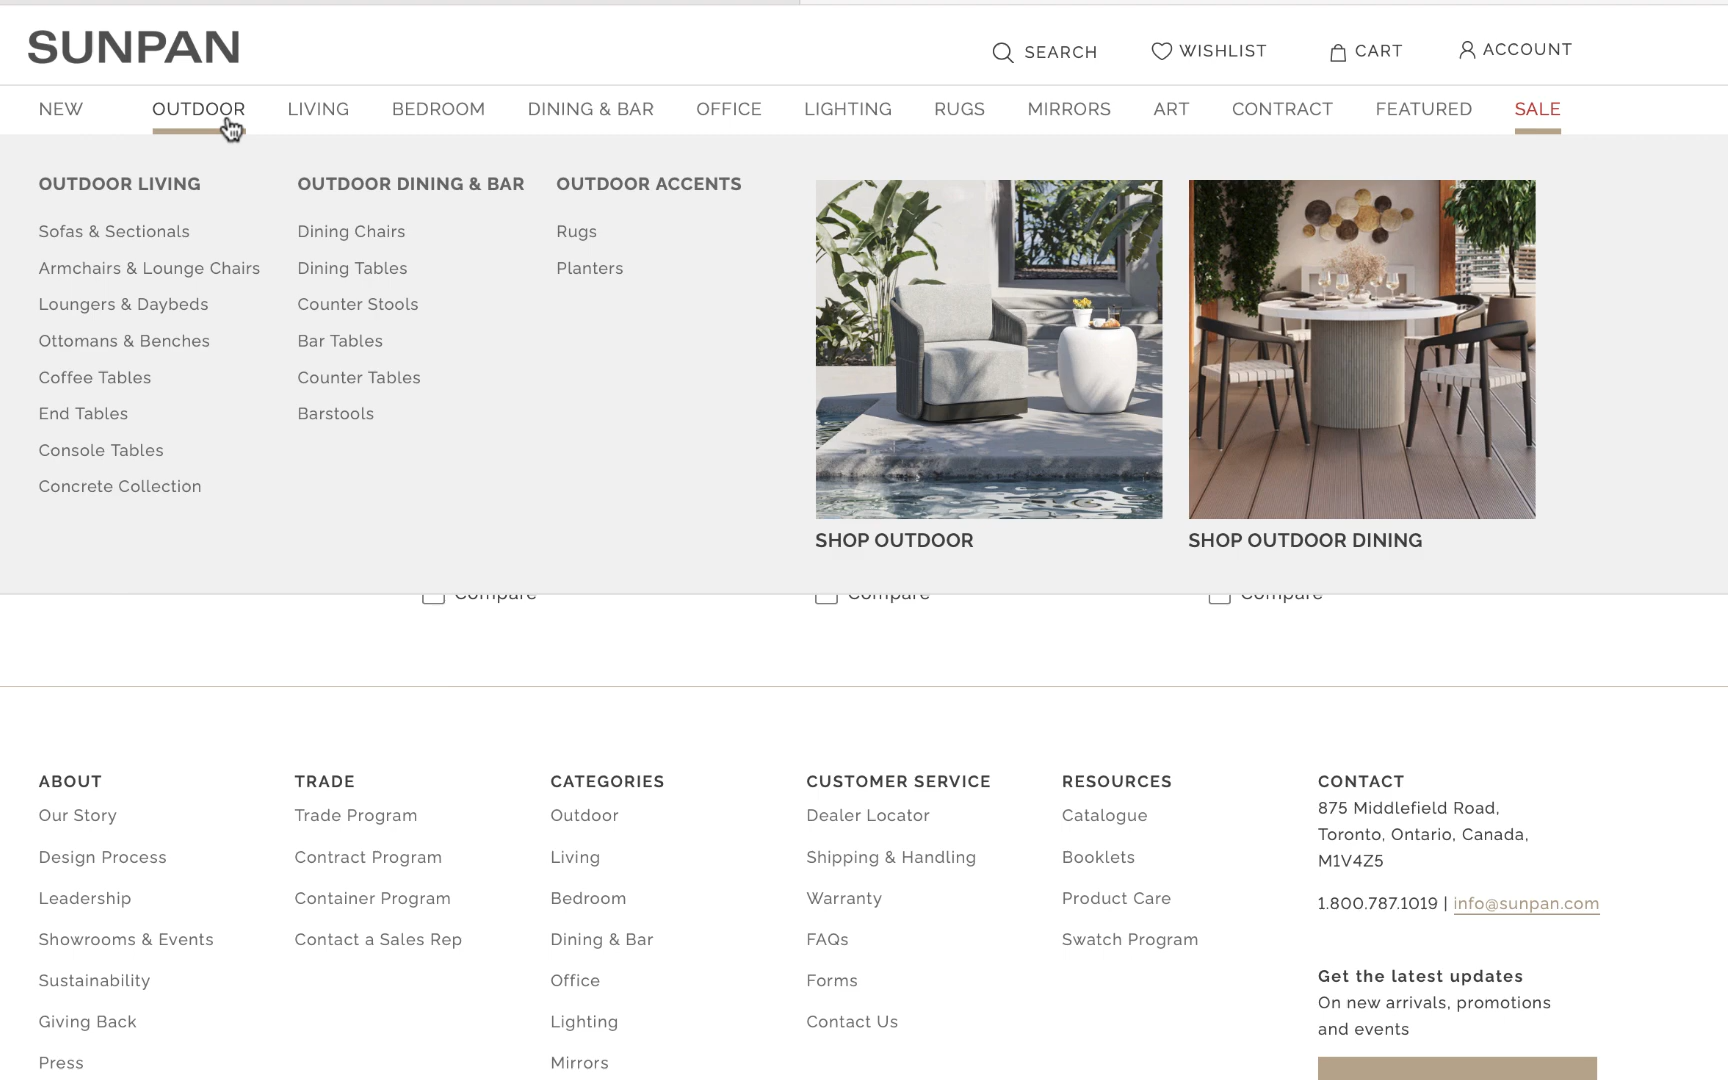 SUNPAN
SEARCH
WISHLIST
CART
ACCOUNT
NEW
OUTDOOR
LIVING
BEDROOM
DINING & BAR
OFFICE
LIGHTING
RUGS
MIRRORS
ART
CONTRACT
FEATURED
SALE
OUTDOOR LIVING
Sofas & Sectionals
Armchairs & Lounge Chairs
Loungers & Daybeds
Ottomans & Benches
Coffee Tables
End Tables
Console Tables
Concrete Collection
OUTDOOR DINING & BAR
Dining Chairs
Dining Tables
Counter Stools
Bar Tables
Counter Tables
Barstools
OUTDOOR ACCENTS
Rugs
Planters
SHOP OUTDOOR
SHOP OUTDOOR DINING
Compare
Compare
Compare
ABOUT
Our Story
Design Process
Leadership
Showrooms & Events
Sustainability
Giving Back
Press
TRADE
Trade Program
Contract Program
Container Program
Contact a Sales Rep
CATEGORIES
Outdoor
Living
Bedroom
Dining & Bar
Office
Lighting
Mirrors
CUSTOMER SERVICE
Dealer Locator
Shipping & Handling
Warranty
FAQs
Forms
Contact Us
RESOURCES
Catalogue
Booklets
Product Care
Swatch Program
CONTACT
875 Middlefield Road,
Toronto, Ontario, Canada,
M1V4Z5
1.800.787.1019 | info@sunpan.com
Get the latest updates
On new arrivals, promotions
and events